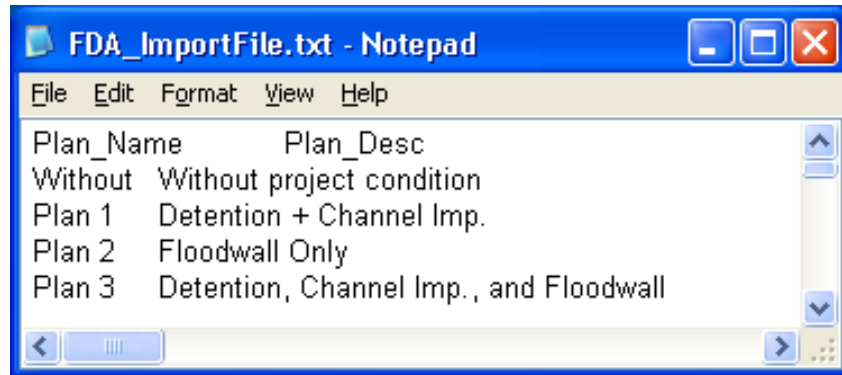 FDA_ImportFile.txt - Notepad
File Edit Format View Help
Plan_Name Plan_Desc
Without Without project condition
Plan 1 Detention + Channel Imp.
Plan 2 Floodwall Only
Plan 3 Detention, Channel Imp., and Floodwall